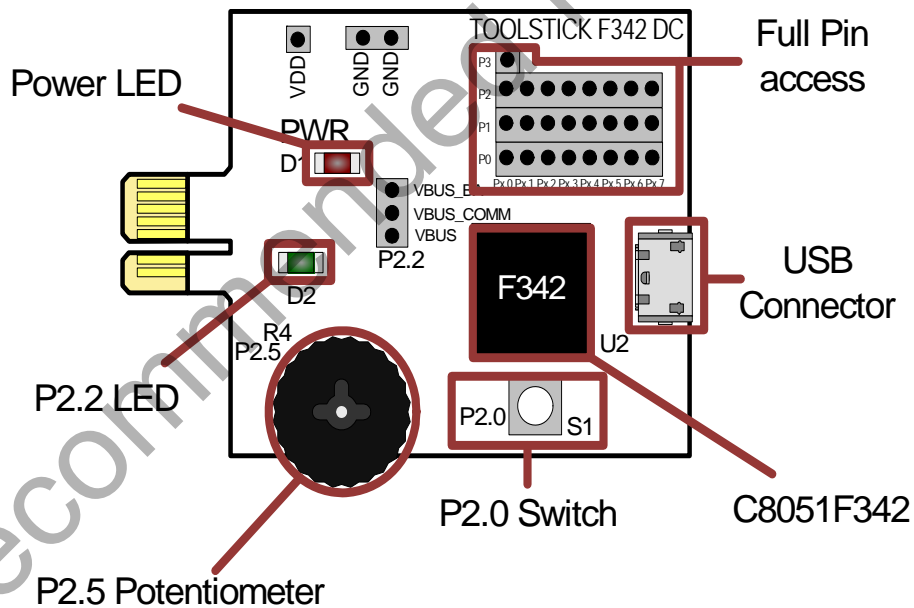 TOOLSTICK F342 DC
Full Pin
access
VDD
GND
GND
P3
P2
P1
P0
Px.0 Px.1 Px.2 Px.3 Px.4 Px.5 Px.6 Px.7
Power LED
PWR
D1
VBUS_EN
VBUS_COMM
VBUS
P2.2
D2
F342
USB
Connector
U2
R4
P2.5
P2.2 LED
P2.0
S1
P2.0 Switch
C8051F342
P2.5 Potentiometer
ecommended